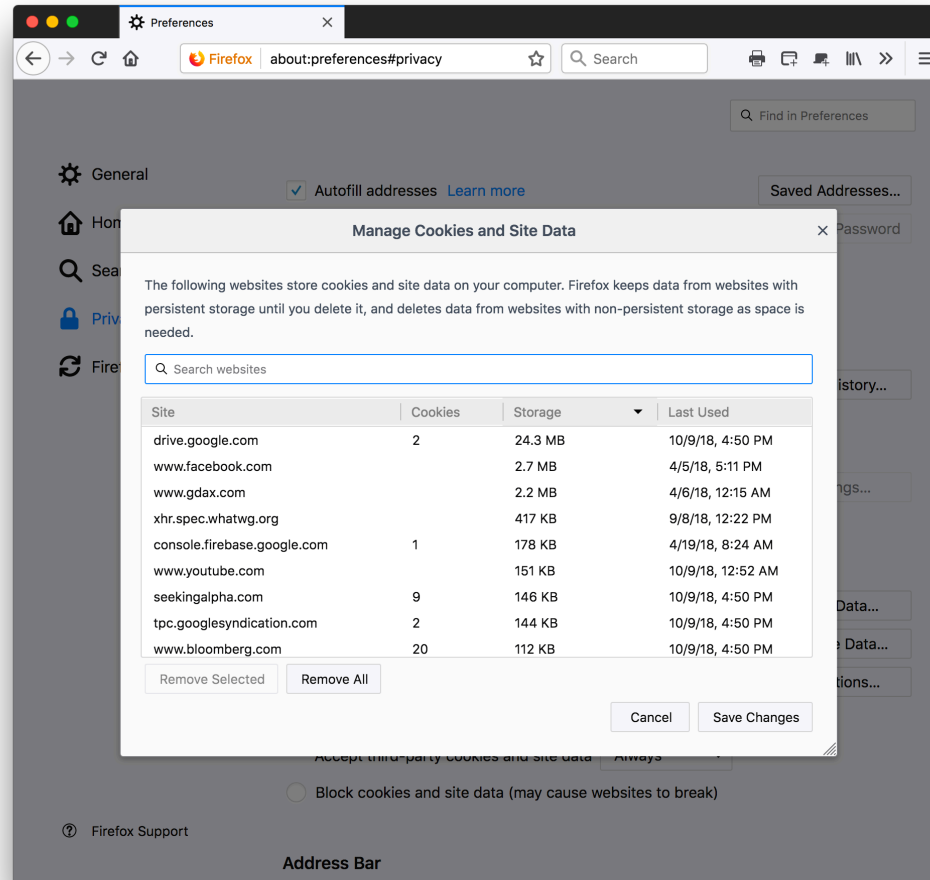 Preferences
Firefox about:preferences#privacy Search
Find in Preferences
General
Autofill addresses Learn more Saved Addresses...
Password
Manage Cookies and Site Data
The following websites store cookies and site data on your computer. Firefox keeps data from websites with
persistent storage until you delete it, and deletes data from websites with non-persistent storage as space is
needed.
Search websites
Site Cookies Storage Last Used
drive.google.com 2 24.3 MB 10/9/18, 4:50 PM
www.facebook.com 2.7 MB 4/5/18, 5:11 PM
www.gdax.com 2.2 MB 4/6/18, 12:15 AM
xhr.spec.whatwg.org 417 KB 9/8/18, 12:22 PM
console.firebase.google.com 1 178 KB 4/19/18, 8:24 AM
www.youtube.com 151 KB 10/9/18, 12:52 AM
seekingalpha.com 9 146 KB 10/9/18, 4:50 PM
tpc.googlesyndication.com 2 144 KB 10/9/18, 4:50 PM
www.bloomberg.com 20 112 KB 10/9/18, 4:50 PM
Data...
Data...
Remove Selected Remove All
Cancel Save Changes
Accept third-party cookies and site data Always
Block cookies and site data (may cause websites to break)
Firefox Support
Address Bar